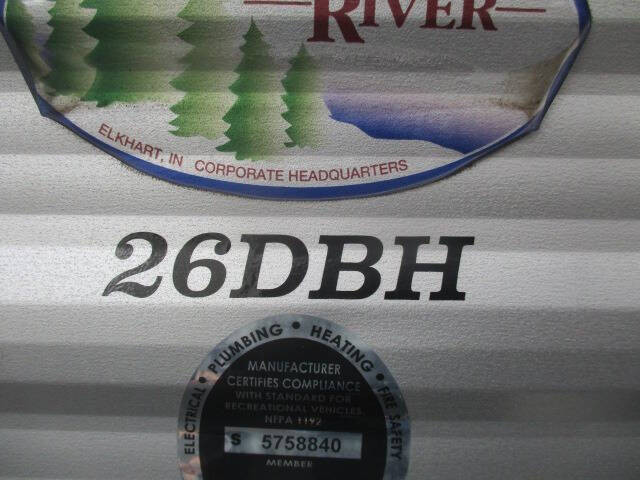 RIVER
ELKHART, IN CORPORATE HEADQUARTERS
26DBH
ELECTRICAL • PLUMBING • HEATING • FIRE SAFETY
MANUFACTURER
CERTIFIES COMPLIANCE
WITH STANDARD FOR
RECREATIONAL VEHICLES
NFPA 1192
S 5758840
MEMBER